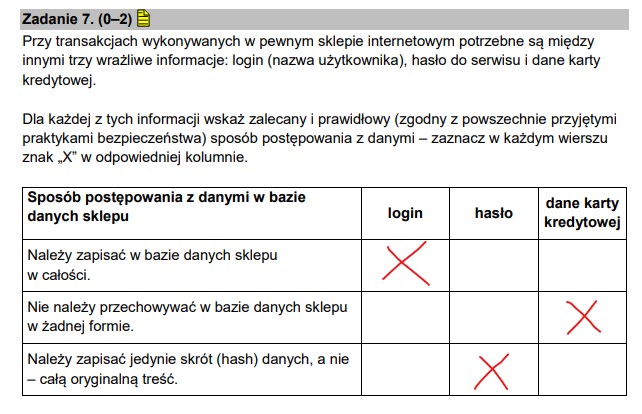 Zadanie 7. (0–2)
Przy transakcjach wykonywanych w pewnym sklepie internetowym potrzebne są między
innymi trzy wrażliwe informacje: login (nazwa użytkownika), hasło do serwisu i dane karty
kredytowej.
Dla każdej z tych informacji wskaż zalecany i prawidłowy (zgodny z powszechnie przyjętymi
praktykami bezpieczeństwa) sposób postępowania z danymi – zaznacz w każdym wierszu
znak „X” w odpowiedniej kolumnie.
Sposób postępowania z danymi w bazie
danych sklepu
login
hasło
dane karty
kredytowej
Należy zapisać w bazie danych sklepu
w całości.
X
Nie należy przechowywać w bazie danych sklepu
w żadnej formie.
X
Należy zapisać jedynie skrót (hash) danych, a nie
– całą oryginalną treść.
X